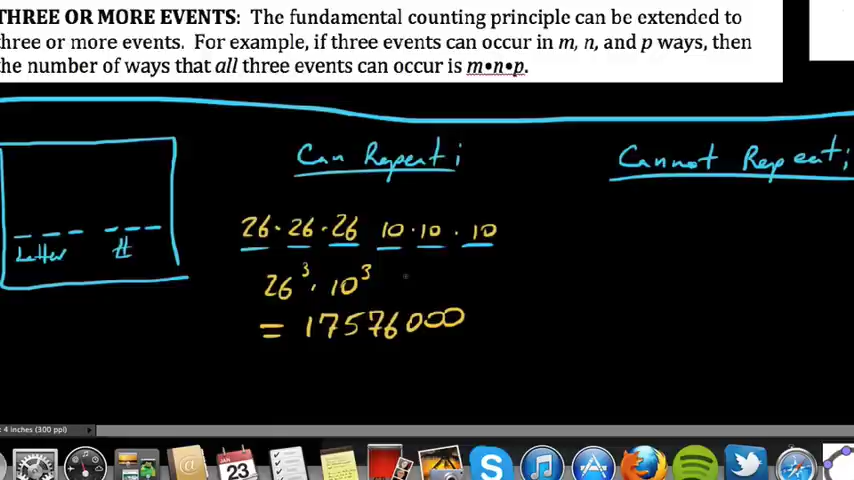 THREE OR MORE EVENTS: The fundamental counting principle can be extended to
three or more events. For example, if three events can occur in m, n, and p ways, then
the number of ways that all three events can occur is m•n•p.
Can Repeat;
Cannot Repeat;
26 · 26 · 26 10 · 10 · 10
Letter #
26³ · 10³
= 17576000
4 inches (300 ppi)
JAN
23